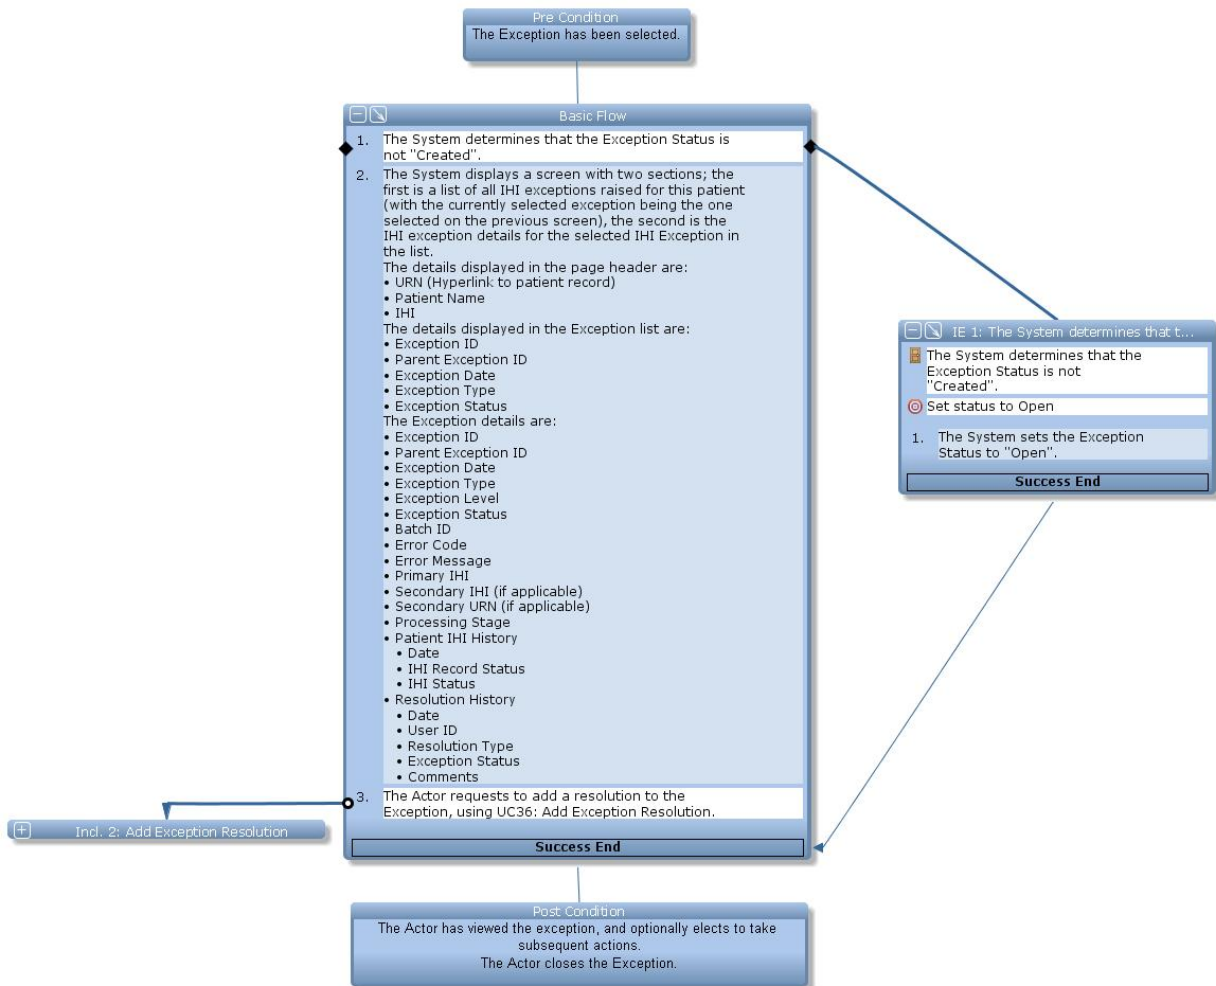 Pre Condition
The Exception has been selected.
Basic Flow
1. The System determines that the Exception Status is
not "Created".
2. The System displays a screen with two sections; the
first is a list of all IHI exceptions raised for this patient
(with the currently selected exception being the one
selected on the previous screen), the second is the
IHI exception details for the selected IHI Exception in
the list.
The details displayed in the page header are:
• URN (Hyperlink to patient record)
• Patient Name
• IHI
The details displayed in the Exception list are:
• Exception ID
• Parent Exception ID
• Exception Date
• Exception Type
• Exception Status
The Exception details are:
• Exception ID
• Parent Exception ID
• Exception Date
• Exception Type
• Exception Level
• Exception Status
• Batch ID
• Error Code
• Error Message
• Primary IHI
• Secondary IHI (if applicable)
• Secondary URN (if applicable)
• Processing Stage
• Patient IHI History
• Date
• IHI Record Status
• IHI Status
• Resolution History
• Date
• User ID
• Resolution Type
• Exception Status
• Comments
3. The Actor requests to add a resolution to the
Exception, using UC36: Add Exception Resolution.
Success End
IE 1: The System determines that t...
The System determines that the
Exception Status is not
"Created".
Set status to Open
1. The System sets the Exception
Status to "Open".
Success End
Incl. 2: Add Exception Resolution
Post Condition
The Actor has viewed the exception, and optionally elects to take
subsequent actions.
The Actor closes the Exception.